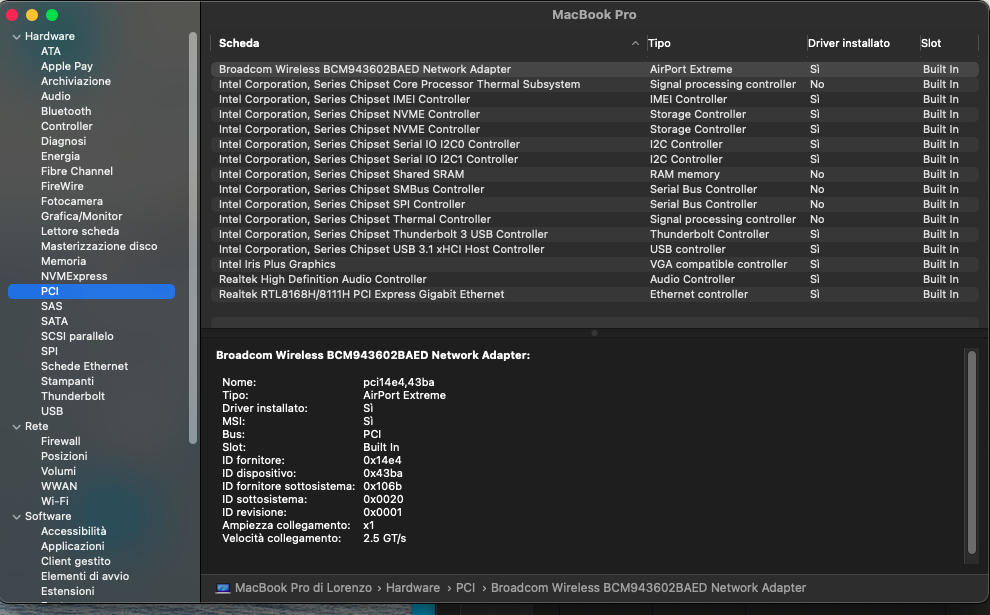 MacBook Pro
Hardware
ATA
Apple Pay
Archiviazione
Audio
Bluetooth
Controller
Diagnosi
Energia
Fibre Channel
FireWire
Fotocamera
Grafica/Monitor
Lettore scheda
Masterizzazione disco
Memoria
NVMExpress
PCI
SAS
SATA
SCSI parallelo
SPI
Schede Ethernet
Stampanti
Thunderbolt
USB
Rete
Firewall
Posizioni
Volumi
WWAN
Wi-Fi
Software
Accessibilità
Applicazioni
Client gestito
Elementi di avvio
Estensioni
Scheda Tipo Driver installato Slot
Broadcom Wireless BCM943602BAED Network Adapter AirPort Extreme Sì Built In
Intel Corporation, Series Chipset Core Processor Thermal Subsystem Signal processing controller No Built In
Intel Corporation, Series Chipset IMEI Controller IMEI Controller Sì Built In
Intel Corporation, Series Chipset NVME Controller Storage Controller Sì Built In
Intel Corporation, Series Chipset NVME Controller Storage Controller Sì Built In
Intel Corporation, Series Chipset Serial IO I2C0 Controller I2C Controller Sì Built In
Intel Corporation, Series Chipset Serial IO I2C1 Controller I2C Controller Sì Built In
Intel Corporation, Series Chipset Shared SRAM RAM memory No Built In
Intel Corporation, Series Chipset SMBus Controller Serial Bus Controller No Built In
Intel Corporation, Series Chipset SPI Controller Serial Bus Controller No Built In
Intel Corporation, Series Chipset Thermal Controller Signal processing controller No Built In
Intel Corporation, Series Chipset Thunderbolt 3 USB Controller Thunderbolt Controller Sì Built In
Intel Corporation, Series Chipset USB 3.1 xHCI Host Controller USB controller Sì Built In
Intel Iris Plus Graphics VGA compatible controller Sì Built In
Realtek High Definition Audio Controller Audio Controller Sì Built In
Realtek RTL8168H/8111H PCI Express Gigabit Ethernet Ethernet controller Sì Built In
Broadcom Wireless BCM943602BAED Network Adapter:
Nome: pci14e4,43ba
Tipo: AirPort Extreme
Driver installato: Sì
MSI: Sì
Bus: PCI
Slot: Built In
ID fornitore: 0x14e4
ID dispositivo: 0x43ba
ID fornitore sottosistema: 0x106b
ID sottosistema: 0x0020
ID revisione: 0x0001
Ampiezza collegamento: x1
Velocità collegamento: 2.5 GT/s
MacBook Pro di Lorenzo › Hardware › PCI › Broadcom Wireless BCM943602BAED Network Adapter